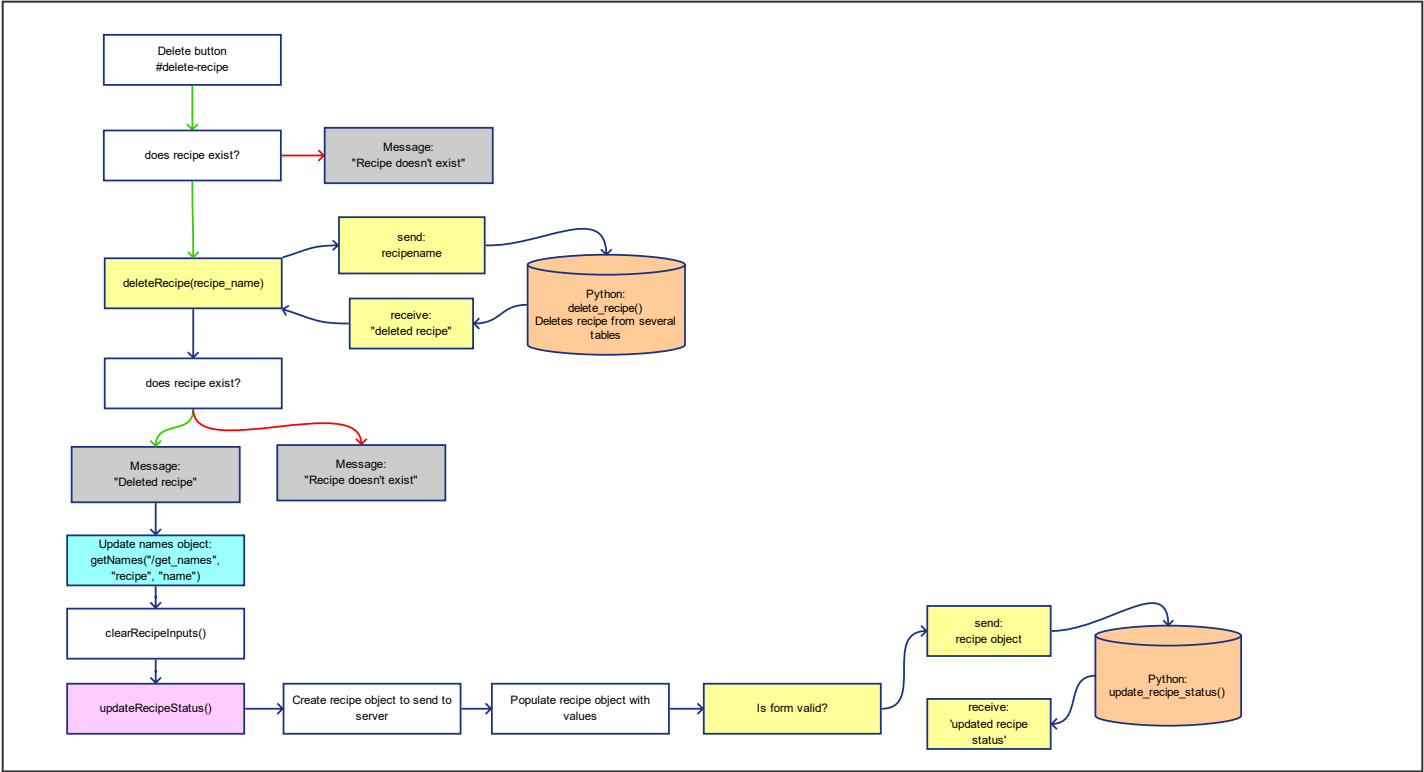 Delete button
#delete-recipe
does recipe exist?
Message:
"Recipe doesn't exist"
send:
recipename
deleteRecipe(recipe_name)
Python:
delete_recipe()
Deletes recipe from several
tables
receive:
"deleted recipe"
does recipe exist?
Message:
"Deleted recipe"
Message:
"Recipe doesn't exist"
Update names object:
getNames("/get_names",
"recipe", "name")
clearRecipeInputs()
updateRecipeStatus()
Create recipe object to send to
server
Populate recipe object with
values
Is form valid?
send:
recipe object
Python:
update_recipe_status()
receive:
'updated recipe
status'